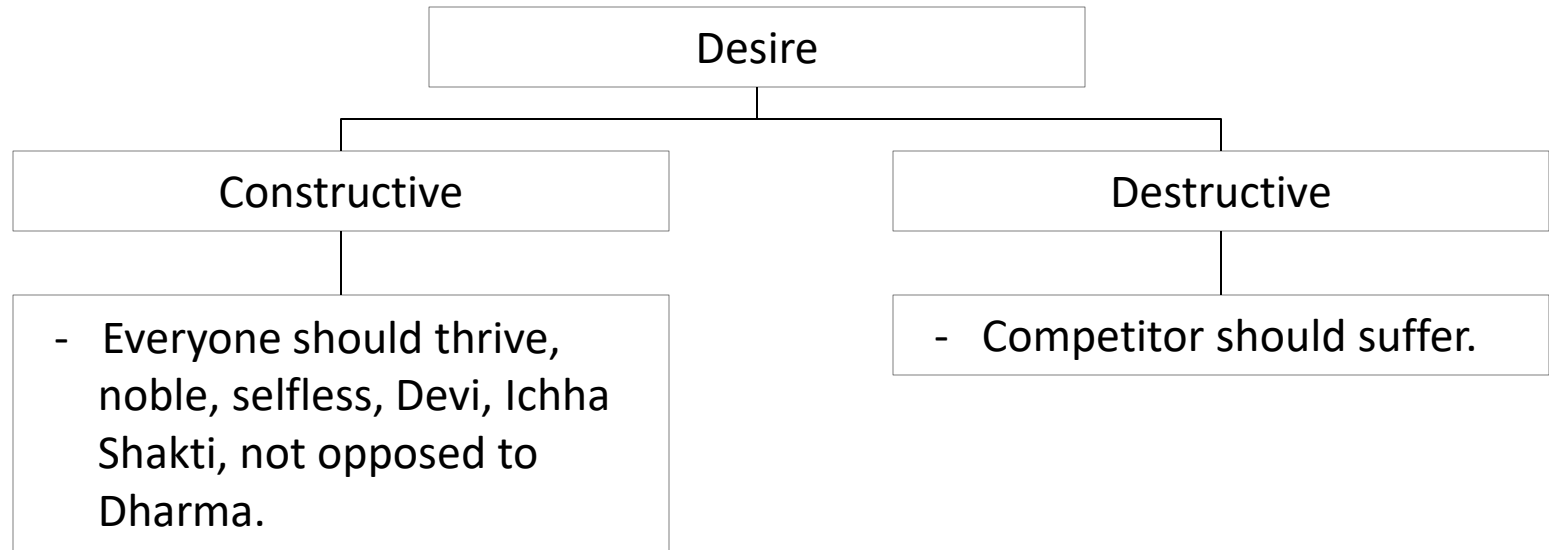 Desire
Constructive
Destructive
- Everyone should thrive,
noble, selfless, Devi, Ichha
Shakti, not opposed to
Dharma.
- Competitor should suffer.